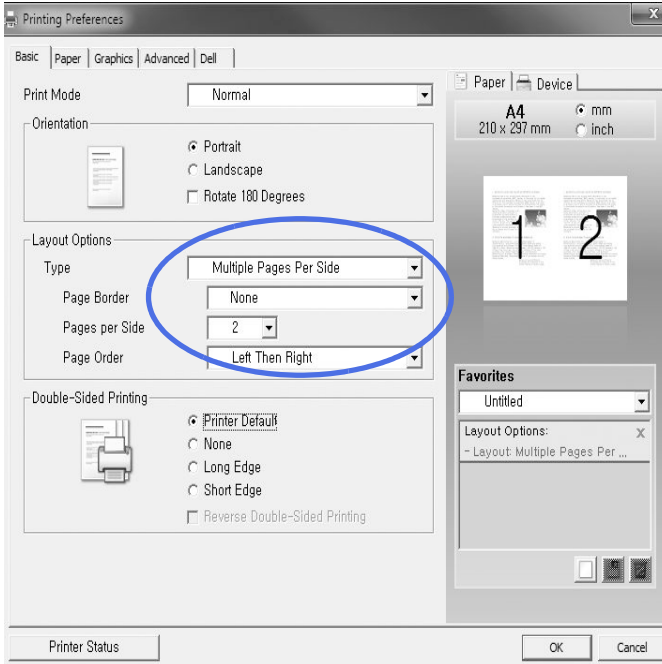 Printing Preferences
X
Basic Paper Graphics Advanced Dell
Print Mode Normal
Orientation
Portrait
Landscape
Rotate 180 Degrees
Layout Options
Type Multiple Pages Per Side
Page Border None
Pages per Side 2
Page Order Left Then Right
Double-Sided Printing
Printer Default
None
Long Edge
Short Edge
Reverse Double-Sided Printing
Printer Status
Paper Device
A4 mm
210 x 297 mm inch
1 2
Favorites
Untitled
Layout Options: X
- Layout: Multiple Pages Per ...
OK Cancel